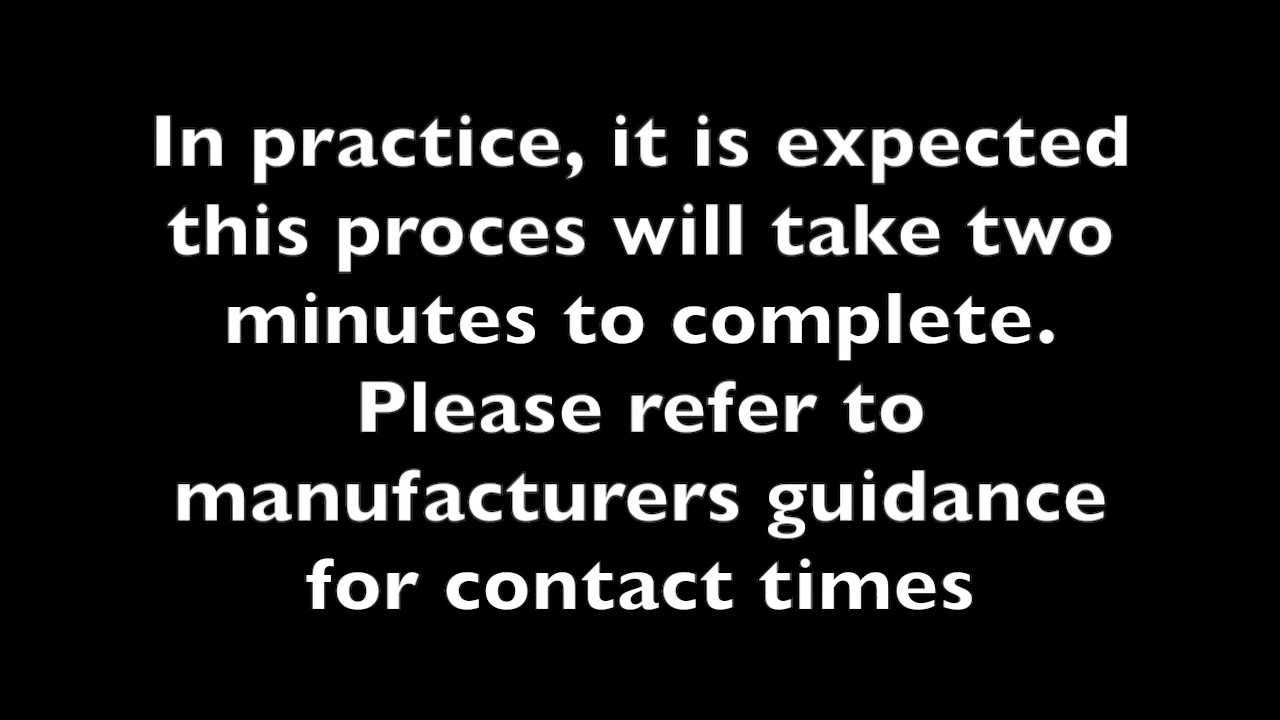 In practice, it is expected
this proces will take two
minutes to complete.
Please refer to
manufacturers guidance
for contact times